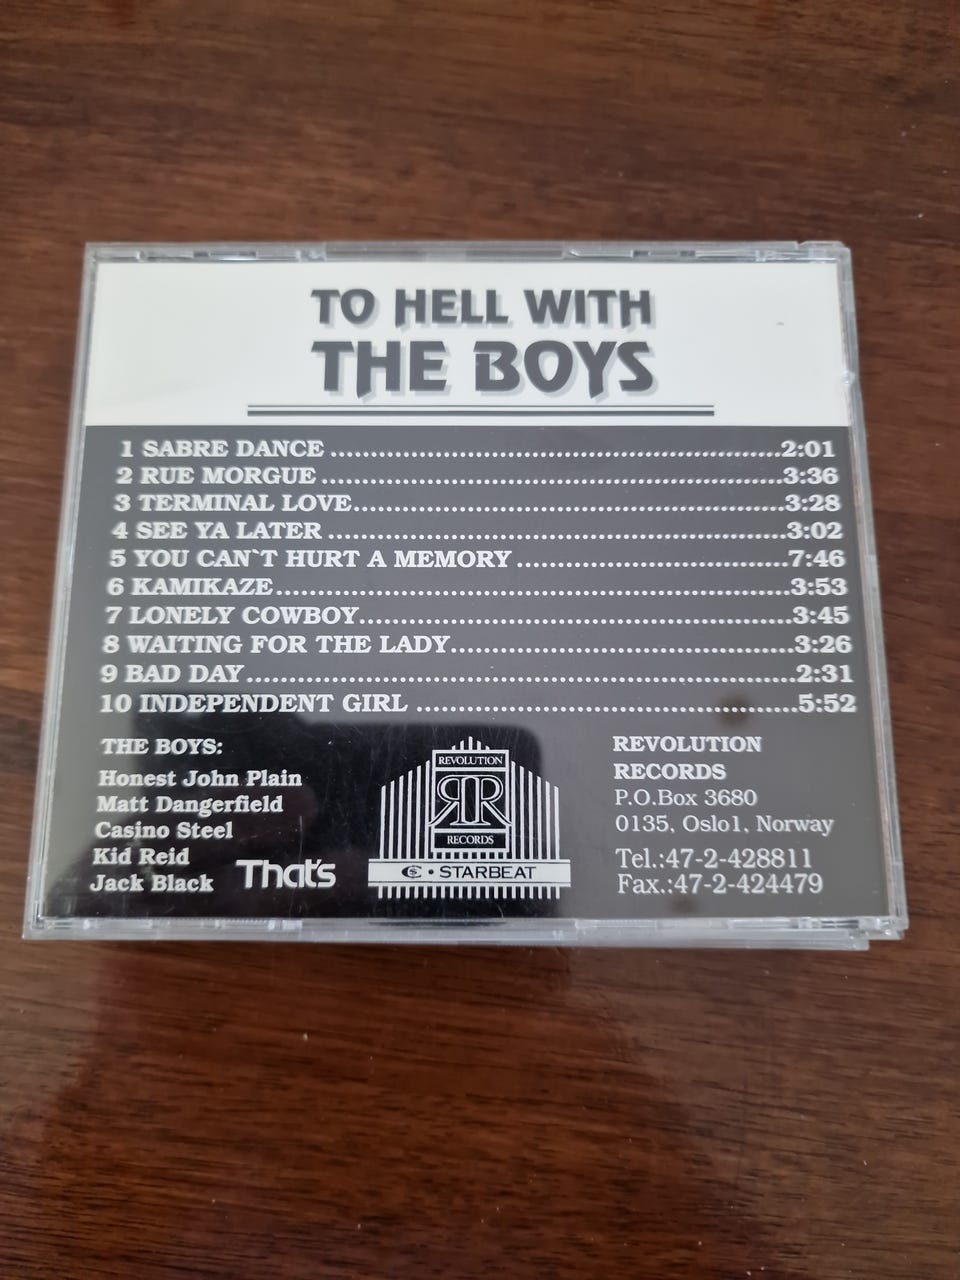 TO HELL WITH
THE BOYS
1 SABRE DANCE ........................................................2:01
2 RUE MORGUE ........................................................3:36
3 TERMINAL LOVE........................................................3:28
4 SEE YA LATER ........................................................3:02
5 YOU CAN`T HURT A MEMORY ........................................7:46
6 KAMIKAZE................................................................3:53
7 LONELY COWBOY........................................................3:45
8 WAITING FOR THE LADY................................................3:26
9 BAD DAY................................................................2:31
10 INDEPENDENT GIRL ................................................5:52
THE BOYS:
Honest John Plain
Matt Dangerfield
Casino Steel
Kid Reid
Jack Black
That's
REVOLUTION
RR
RECORDS
CS • STARBEAT
REVOLUTION
RECORDS
P.O.Box 3680
0135, Oslo1, Norway
Tel.:47-2-428811
Fax.:47-2-424479